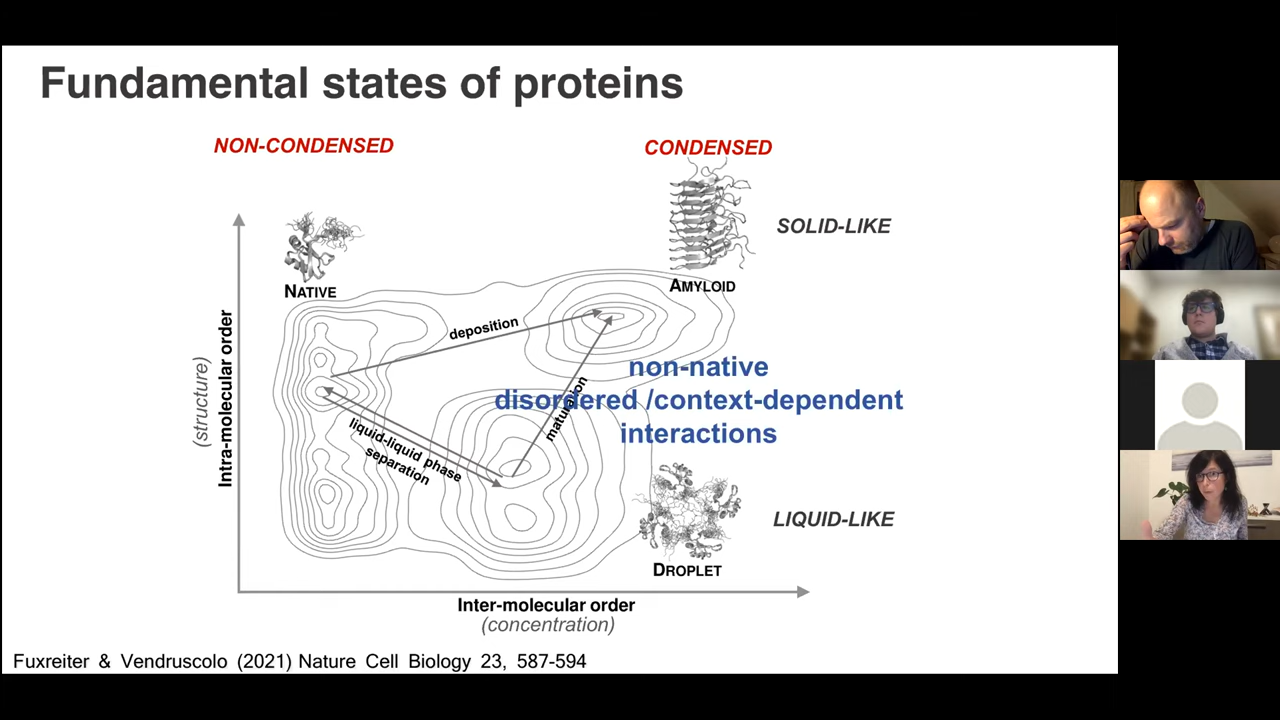 Fundamental states of proteins
NON-CONDENSED
CONDENSED
SOLID-LIKE
NATIVE
AMYLOID
deposition
maturation
liquid-liquid phase
separation
non-native
disordered /context-dependent
interactions
LIQUID-LIKE
DROPLET
(structure)
Intra-molecular order
Inter-molecular order
(concentration)
Fuxreiter & Vendruscolo (2021) Nature Cell Biology 23, 587-594